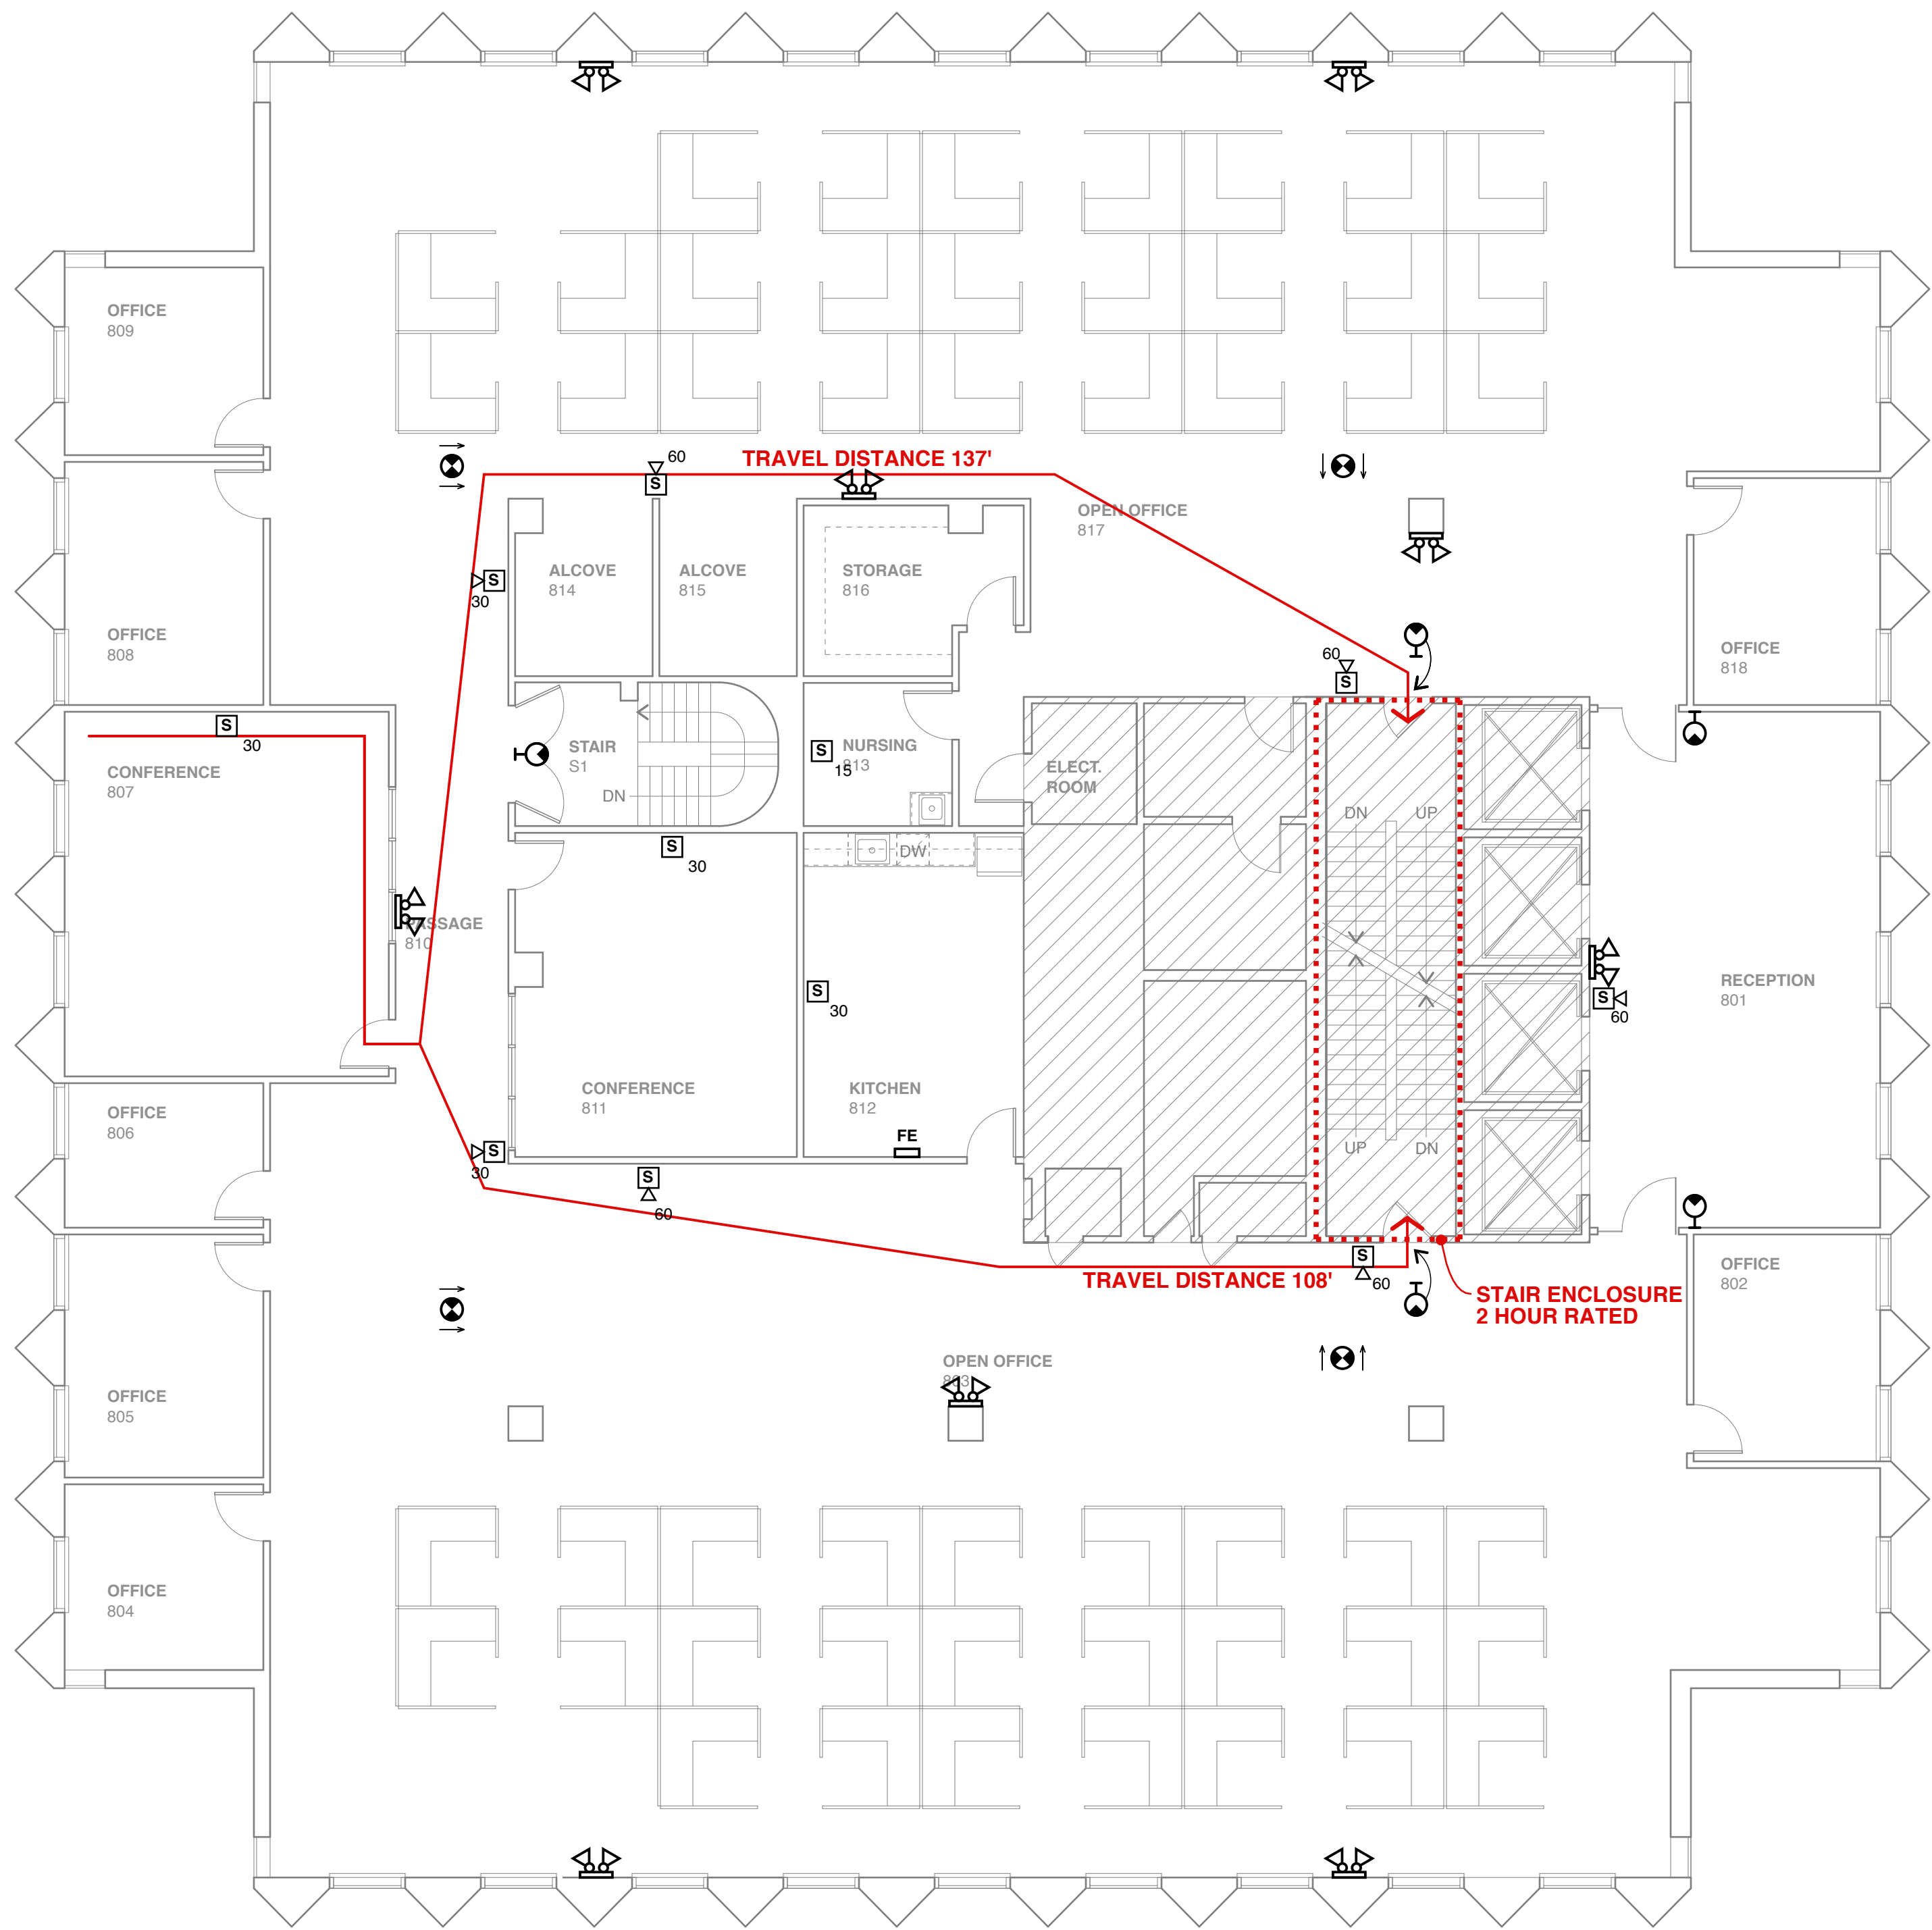 OFFICE
809
60
TRAVEL DISTANCE 137'
S
OPEN OFFICE
817
ALCOVE
814
ALCOVE
815
STORAGE
816
S
30
OFFICE
808
OFFICE
818
60
S
S
30
CONFERENCE
807
STAIR
S1
DN
S
NURSING
813
15
ELECT.
ROOM
DN
UP
S
30
DW
PASSAGE
810
S
30
RECEPTION
801
S
60
CONFERENCE
811
KITCHEN
812
FE
OFFICE
806
S
30
S
60
UP
DN
S
60
TRAVEL DISTANCE 108'
STAIR ENCLOSURE
2 HOUR RATED
OFFICE
802
OPEN OFFICE
803
OFFICE
805
OFFICE
804